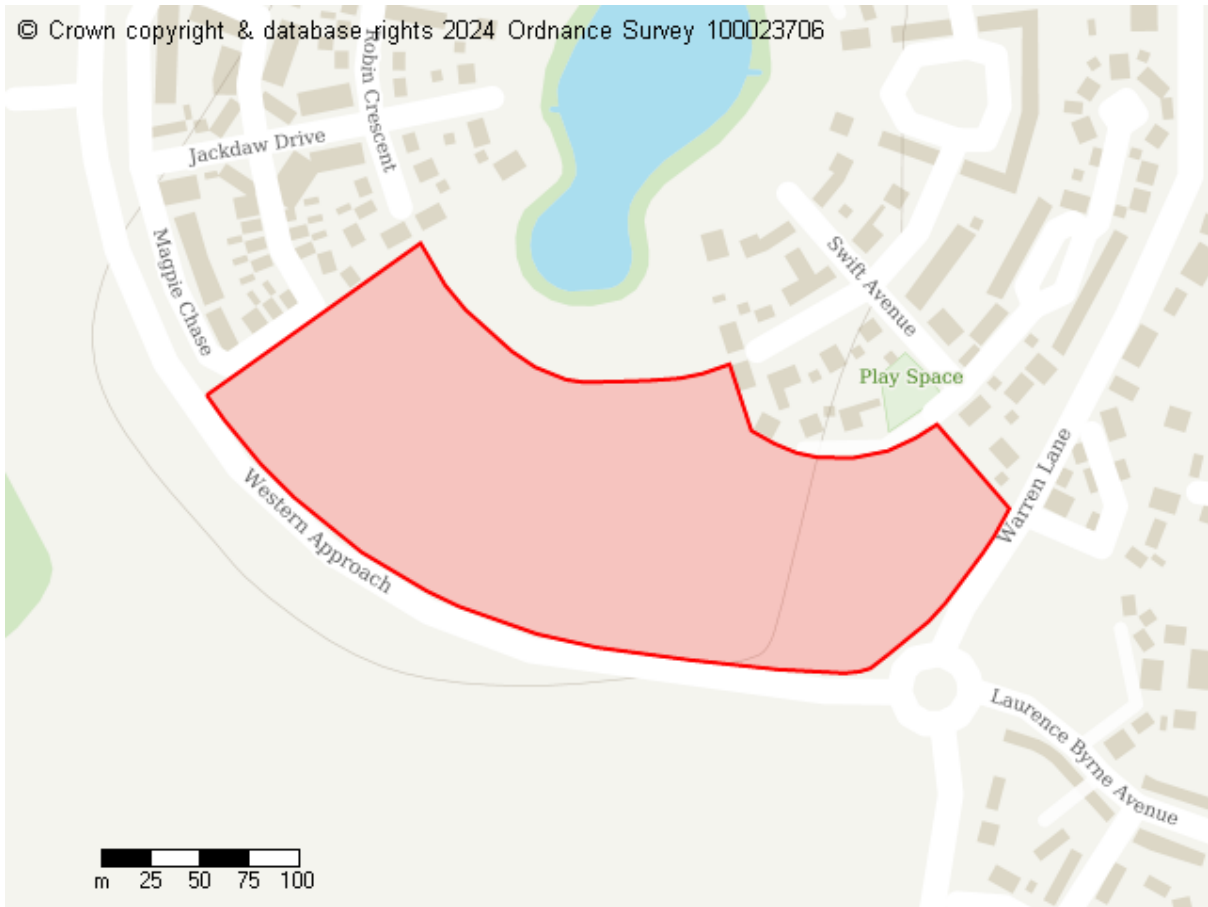 © Crown copyright & database rights 2024 Ordnance Survey 100023706
Robin Crescent
Jackdaw Drive
Magpie Chase
Swift Avenue
Play Space
Warren Lane
Western Approach
Laurence Byrne Avenue
m 25 50 75 100